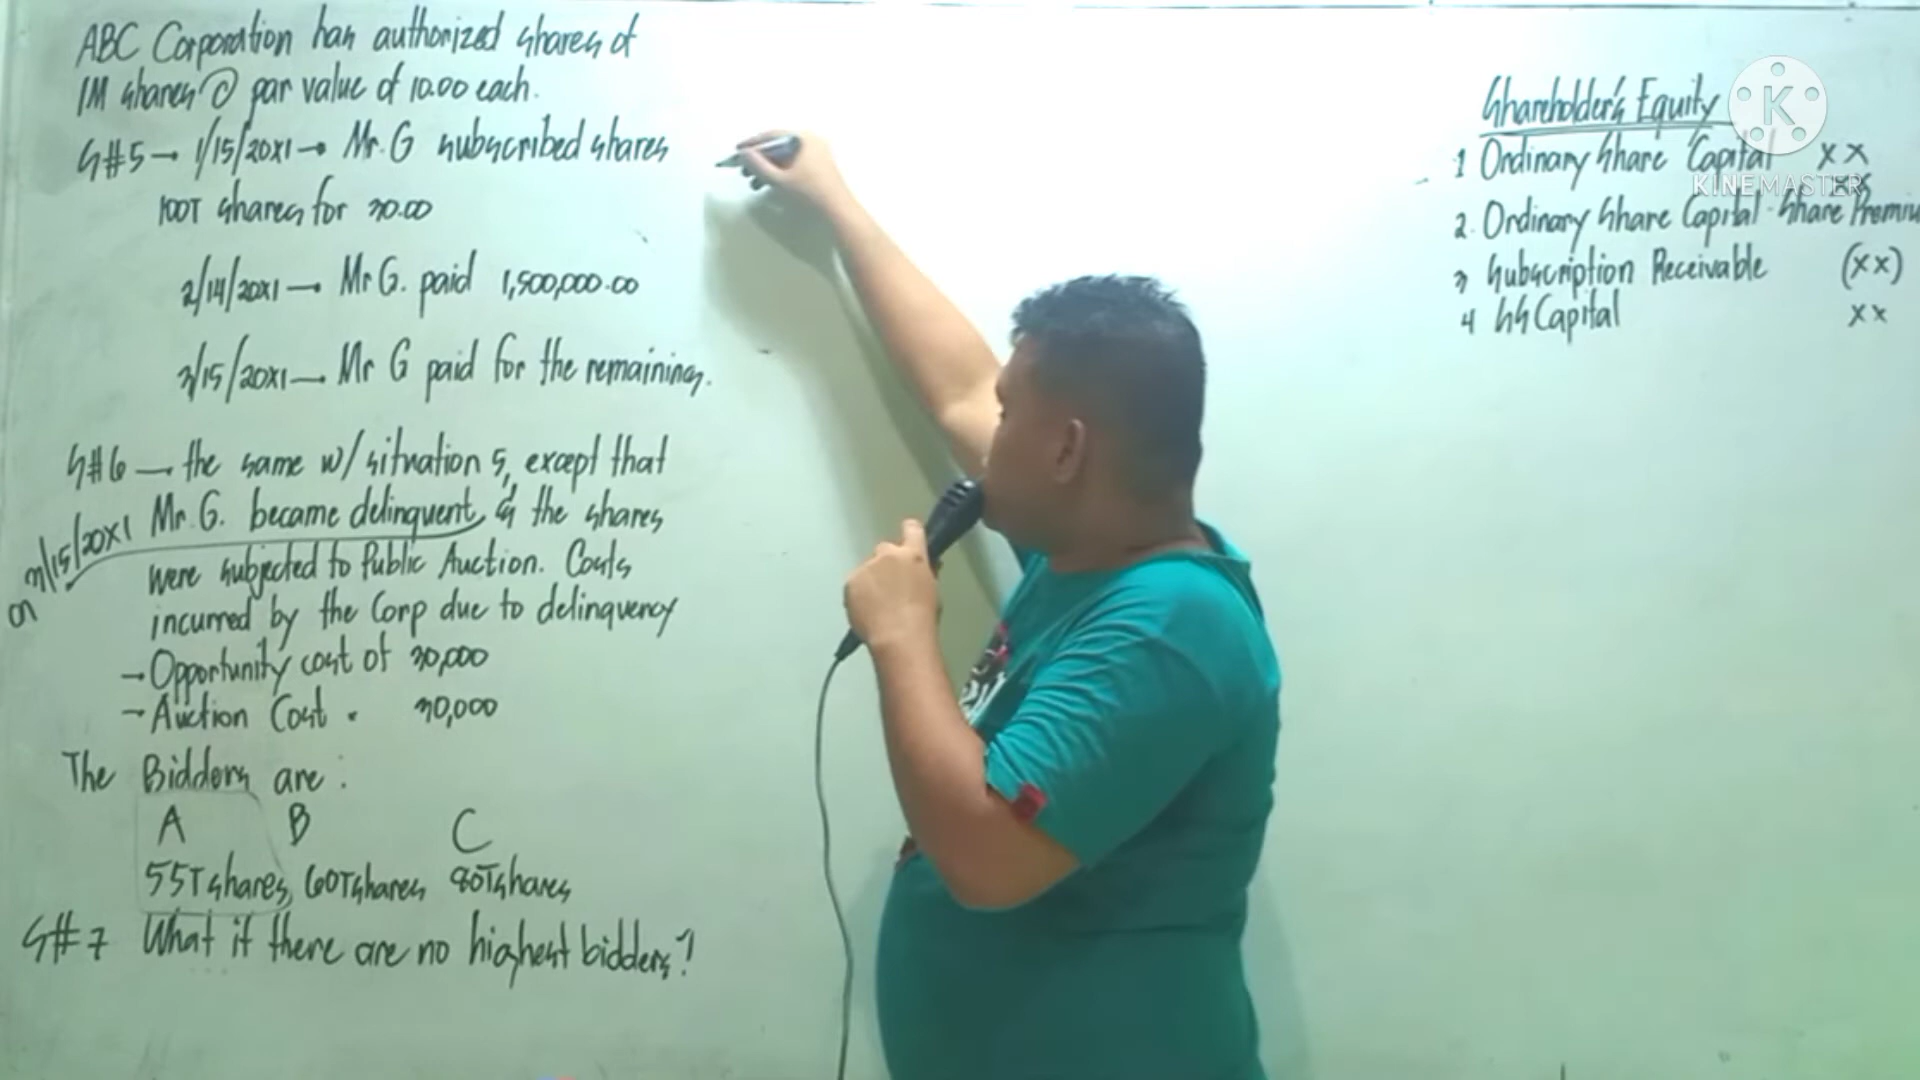 ABC Corporation has authorized shares of
1M shares @ par value of 10.00 each.
S#5 → 1/15/20x1 → Mr. G subscribed shares
100T shares for 30.00
2/14/20x1 → Mr G. paid 1,500,000.00
3/15/20x1 → Mr G paid for the remaining.
S#6 → the same w/ situation 5, except that
Mr. G. became delinquent & the shares
on 3/15/20x1
were subjected to Public Auction. Costs
incurred by the Corp due to delinquency
→ Opportunity cost of 30,000
→ Auction Cost. 30,000
The Bidders are:
A B C
55T shares, 60T shares 80T shares
S#7 What if there are no highest bidders?
Shareholder's Equity
1 Ordinary Share Capital xx
2. Ordinary Share Capital - Share Premiu
xx
3 Subscription Receivable (xx)
4 SS Capital xx
K
KINEMASTER